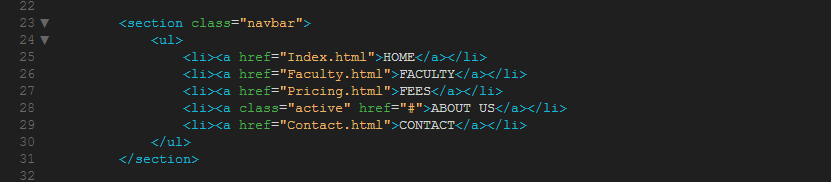 22
23 ▼ <section class="navbar">
24 ▼ <ul>
25 <li><a href="Index.html">HOME</a></li>
26 <li><a href="Faculty.html">FACULTY</a></li>
27 <li><a href="Pricing.html">FEES</a></li>
28 <li><a class="active" href="#">ABOUT US</a></li>
29 <li><a href="Contact.html">CONTACT</a></li>
30 </ul>
31 </section>
32